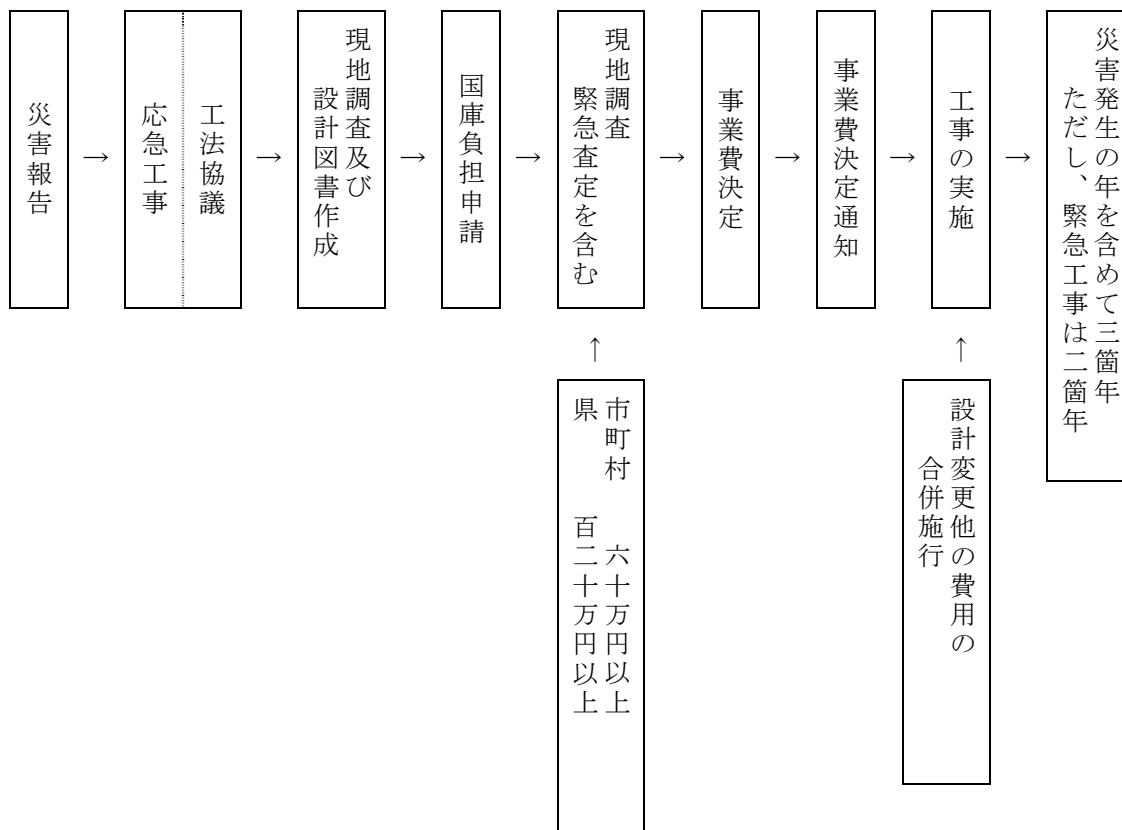 災害報告
→
工法協議
応急工事
→
現地調査及び
設計図書作成
→
国庫負担申請
→
現地調査
緊急査定を含む
→
事業費決定
→
事業費決定通知
→
工事の実施
→
災害発生の年を含めて三箇年
ただし、緊急工事は二箇年
↑
市町村　六十万円以上
県　百二十万円以上
↑
設計変更他の費用の
合併施行